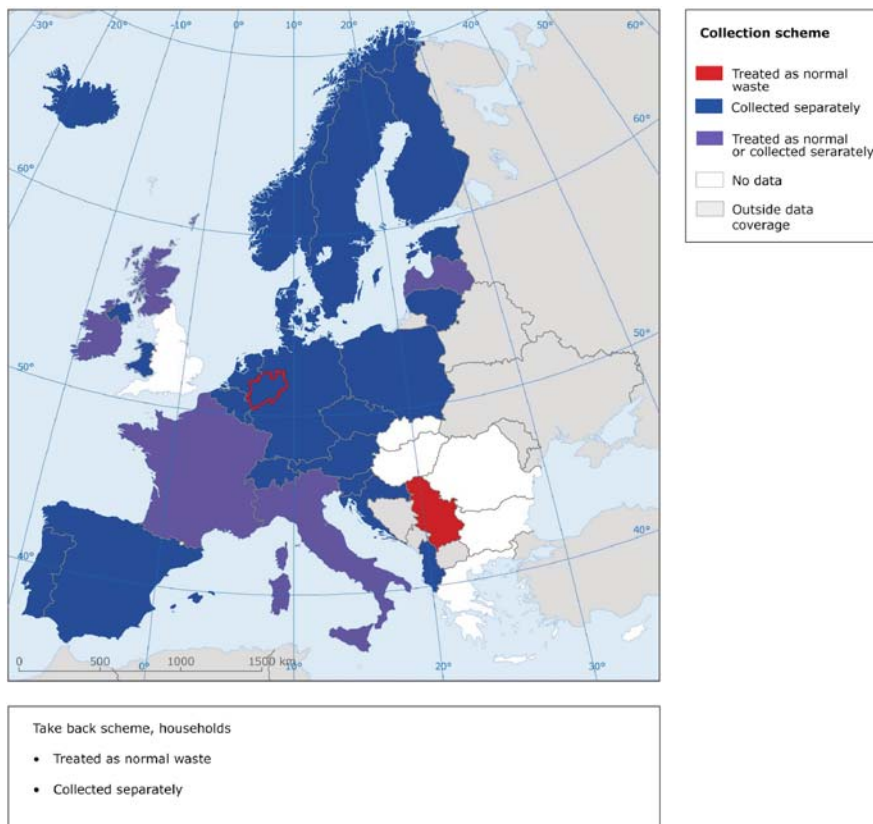 -30°
-20°
-10°
0°
10°
20°
30°
40°
50°
60°
70°
Collection scheme
Treated as normal
waste
Collected separately
Treated as normal
or collected serarately
No data
Outside data
coverage
60°
60°
50°
50°
50°
40°
40°
0
500
1000
1500 km
0°
10°
20°
30°
Take back scheme, households
• Treated as normal waste
• Collected separately